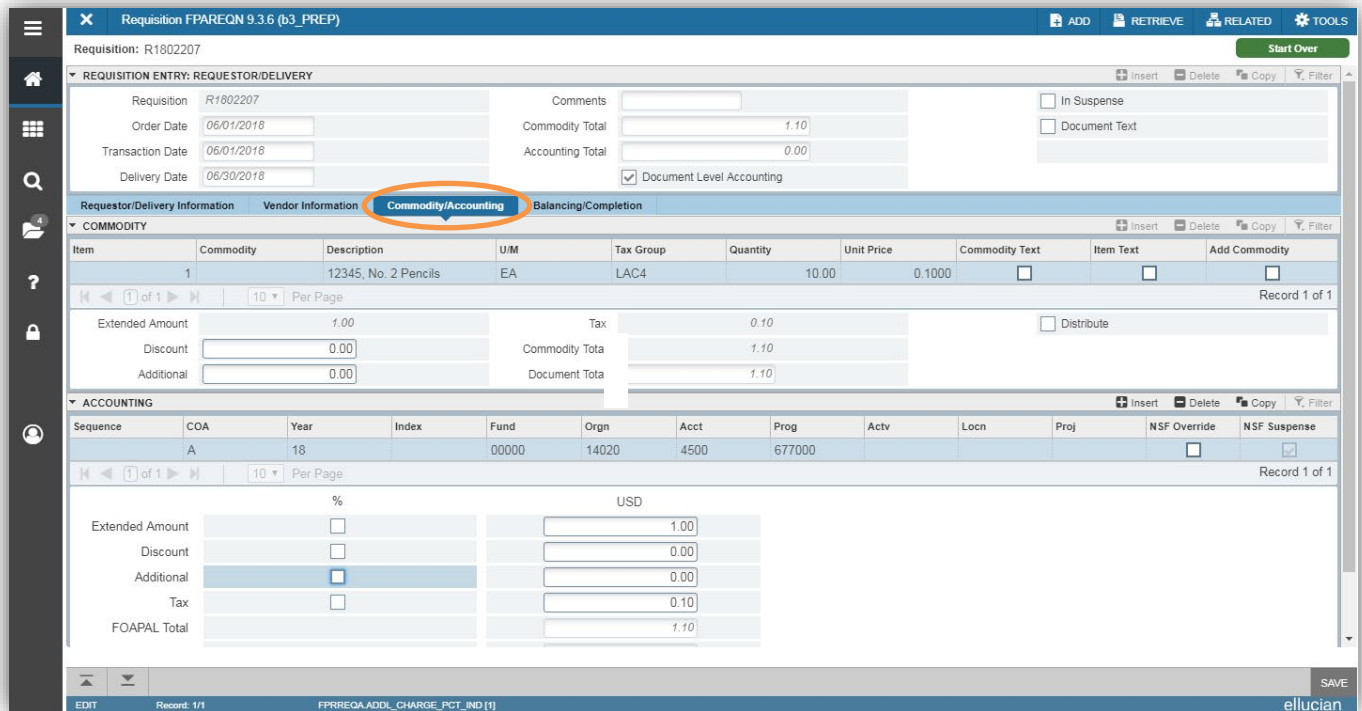 Requisition FPAREQN 9.3.6 (b3_PREP) ADD RETRIEVE RELATED TOOLS
Requisition: R1802207 Start Over
REQUISITION ENTRY: REQUESTOR/DELIVERY Insert Delete Copy Filter
Requisition R1802207 Comments In Suspense
Order Date 06/01/2018 Commodity Total 1.10 Document Text
Transaction Date 06/01/2018 Accounting Total 0.00
Delivery Date 06/30/2018 Document Level Accounting
Requestor/Delivery Information Vendor Information Commodity/Accounting Balancing/Completion
4
COMMODITY Insert Delete Copy Filter
Item Commodity Description U/M Tax Group Quantity Unit Price Commodity Text Item Text Add Commodity
1 12345, No. 2 Pencils EA LAC4 10.00 0.1000
1 of 1 10 Per Page Record 1 of 1
Extended Amount 1.00 Tax 0.10 Distribute
Discount 0.00 Commodity Tota 1.10
Additional 0.00 Document Tota 1.10
ACCOUNTING Insert Delete Copy Filter
Sequence COA Year Index Fund Orgn Acct Prog Actv Locn Proj NSF Override NSF Suspense
A 18 00000 14020 4500 677000
1 of 1 10 Per Page Record 1 of 1
% USD
Extended Amount 1.00
Discount 0.00
Additional 0.00
Tax 0.10
FOAPAL Total 1.10
SAVE
EDIT Record: 1/1 FPRREQA.ADDL_CHARGE_PCT_IND [1] ellucian